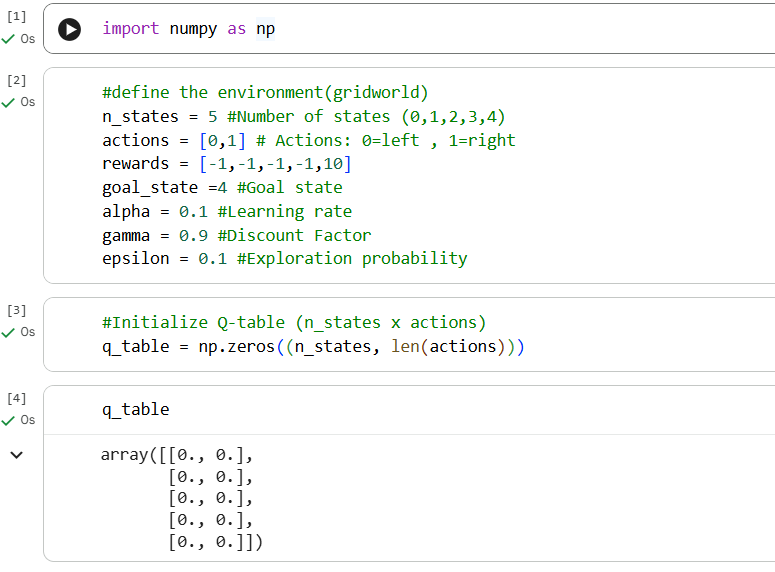 [1]
0s
import numpy as np
[2]
0s
#define the environment(gridworld)
n_states = 5 #Number of states (0,1,2,3,4)
actions = [0,1] # Actions: 0=left , 1=right
rewards = [-1,-1,-1,-1,10]
goal_state =4 #Goal state
alpha = 0.1 #Learning rate
gamma = 0.9 #Discount Factor
epsilon = 0.1 #Exploration probability
[3]
0s
#Initialize Q-table (n_states x actions)
q_table = np.zeros((n_states, len(actions)))
[4]
0s
q_table
array([[0., 0.],
       [0., 0.],
       [0., 0.],
       [0., 0.],
       [0., 0.]])